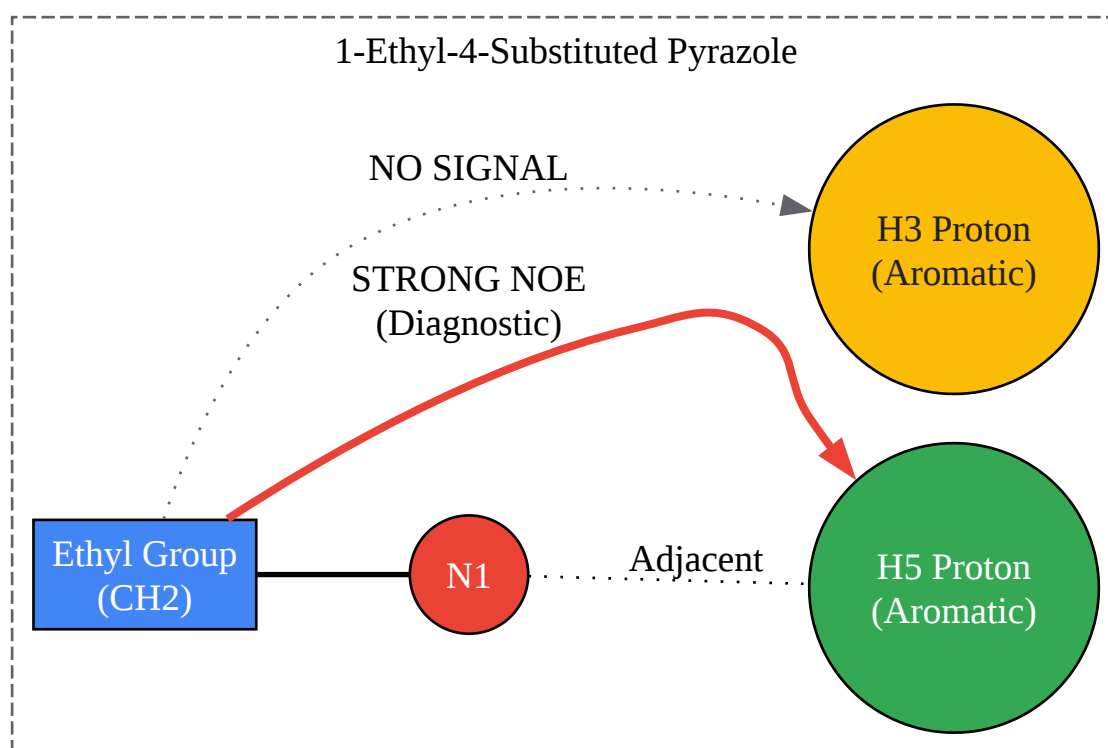 1-Ethyl-4-Substituted Pyrazole
NO SIGNAL
H3 Proton
(Aromatic)
STRONG NOE
(Diagnostic)
Ethyl Group
(CH2)
N1
Adjacent
H5 Proton
(Aromatic)